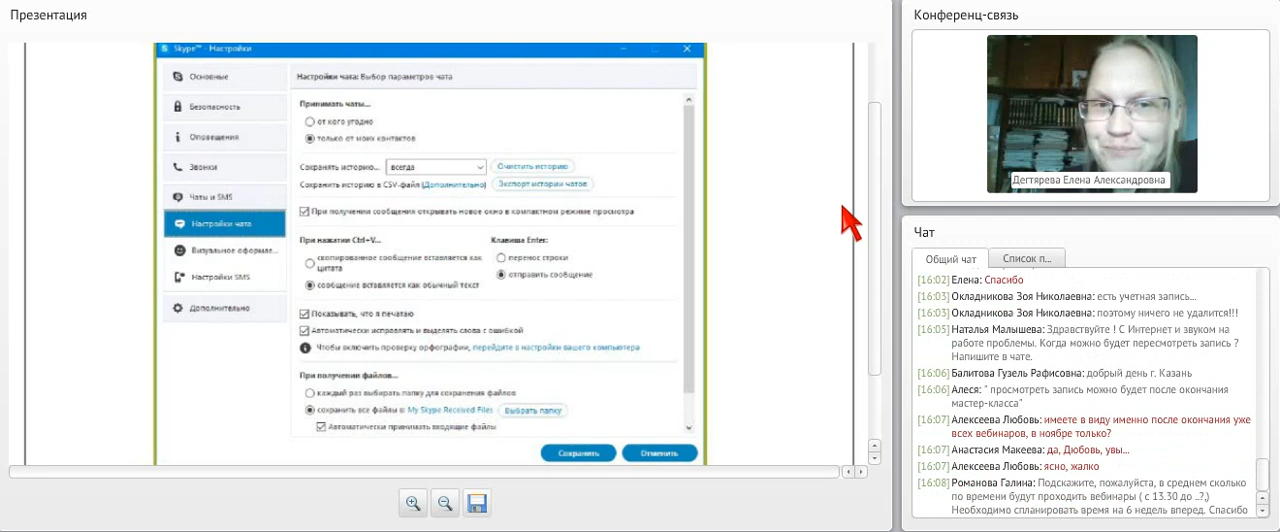 Презентация
Skype™ - Настройки
Основные
Безопасность
Оповещения
Звонки
Чаты и SMS
Настройки чата
Визуальное оформле...
Настройки SMS
Дополнительно
Настройки чата: Выбор параметров чата
Принимать чаты...
от кого угодно
только от моих контактов
Сохранять историю... всегда Очистить историю
Сохранить историю в CSV-файл (Дополнительно) Экспорт истории чатов
При получении сообщения открывать новое окно в компактном режиме просмотра
При нажатии Ctrl+V...
скопированное сообщение вставляется как
цитата
сообщение вставляется как обычный текст
Клавиша Enter:
перенос строки
отправить сообщение
Показывать, что я печатаю
Автоматически исправлять и выделять слова с ошибкой
Чтобы включить проверку орфографии, перейдите в настройки вашего компьютера
При получении файлов...
каждый раз выбирать папку для сохранения файлов
сохранить все файлы в: My Skype Received Files Выбрать папку
Автоматически принимать входящие файлы
Сохранить Отменить
Конференц-связь
Дегтярева Елена Александровна
Чат
Общий чат Список п...
[16:02] Елена: Спасибо
[16:03] Окладникова Зоя Николаевна: есть учетная запись...
[16:03] Окладникова Зоя Николаевна: поэтому ничего не удалится!!!
[16:05] Наталья Малышева: Здравствуйте ! С Интернет и звуком на
работе проблемы. Когда можно будет пересмотреть запись ?
Напишите в чате.
[16:06] Балитова Гузель Рафисовна: добрый день г. Казань
[16:06] Алеся: " просмотреть запись можно будет после окончания
мастер-класса"
[16:07] Алексеева Любовь: имеете в виду именно после окончания уже
всех вебинаров, в ноябре только?
[16:07] Анастасия Макеева: да, Дюбовь, увы...
[16:07] Алексеева Любовь: ясно, жалко
[16:08] Романова Галина: Подскажите, пожалуйста, в среднем сколько
по времени будут проходить вебинары ( с 13.30 до ..?,)
Необходимо спланировать время на 6 недель вперед. Спасибо